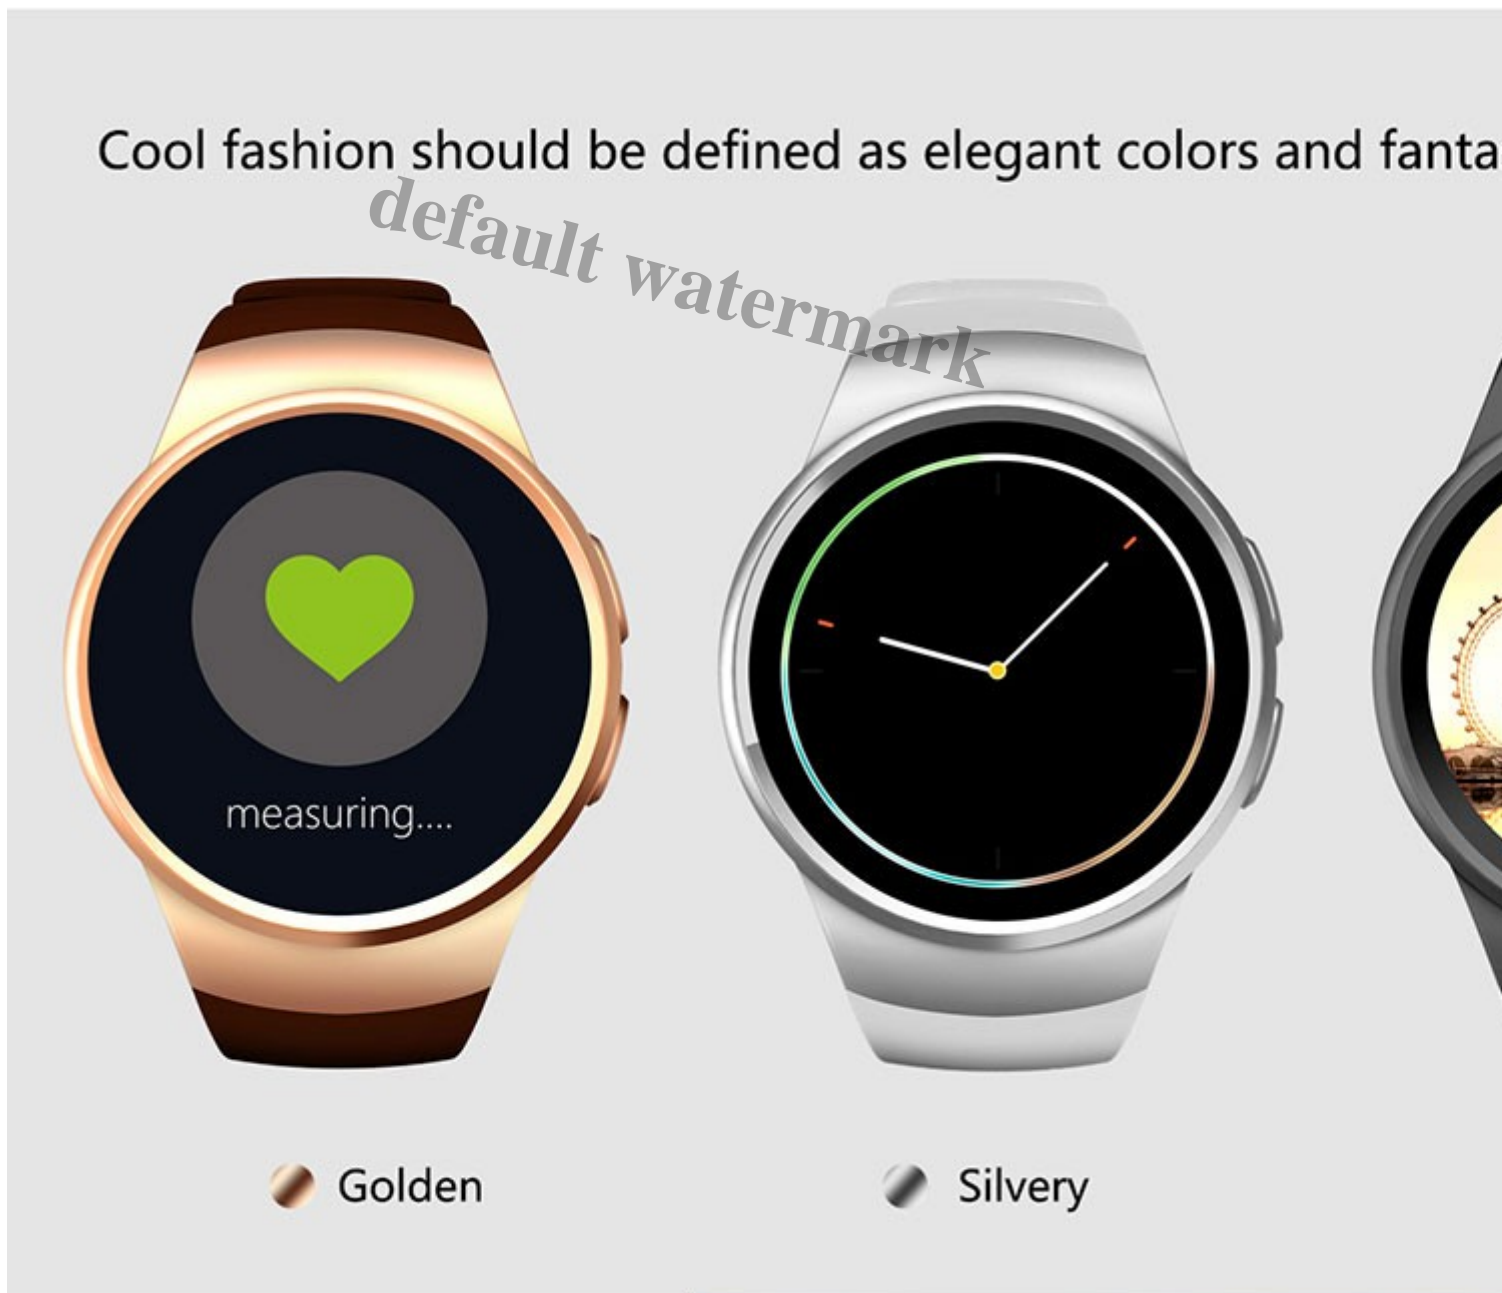 Cool fashion should be defined as elegant colors and fanta
default watermark
measuring....
Golden
Silvery